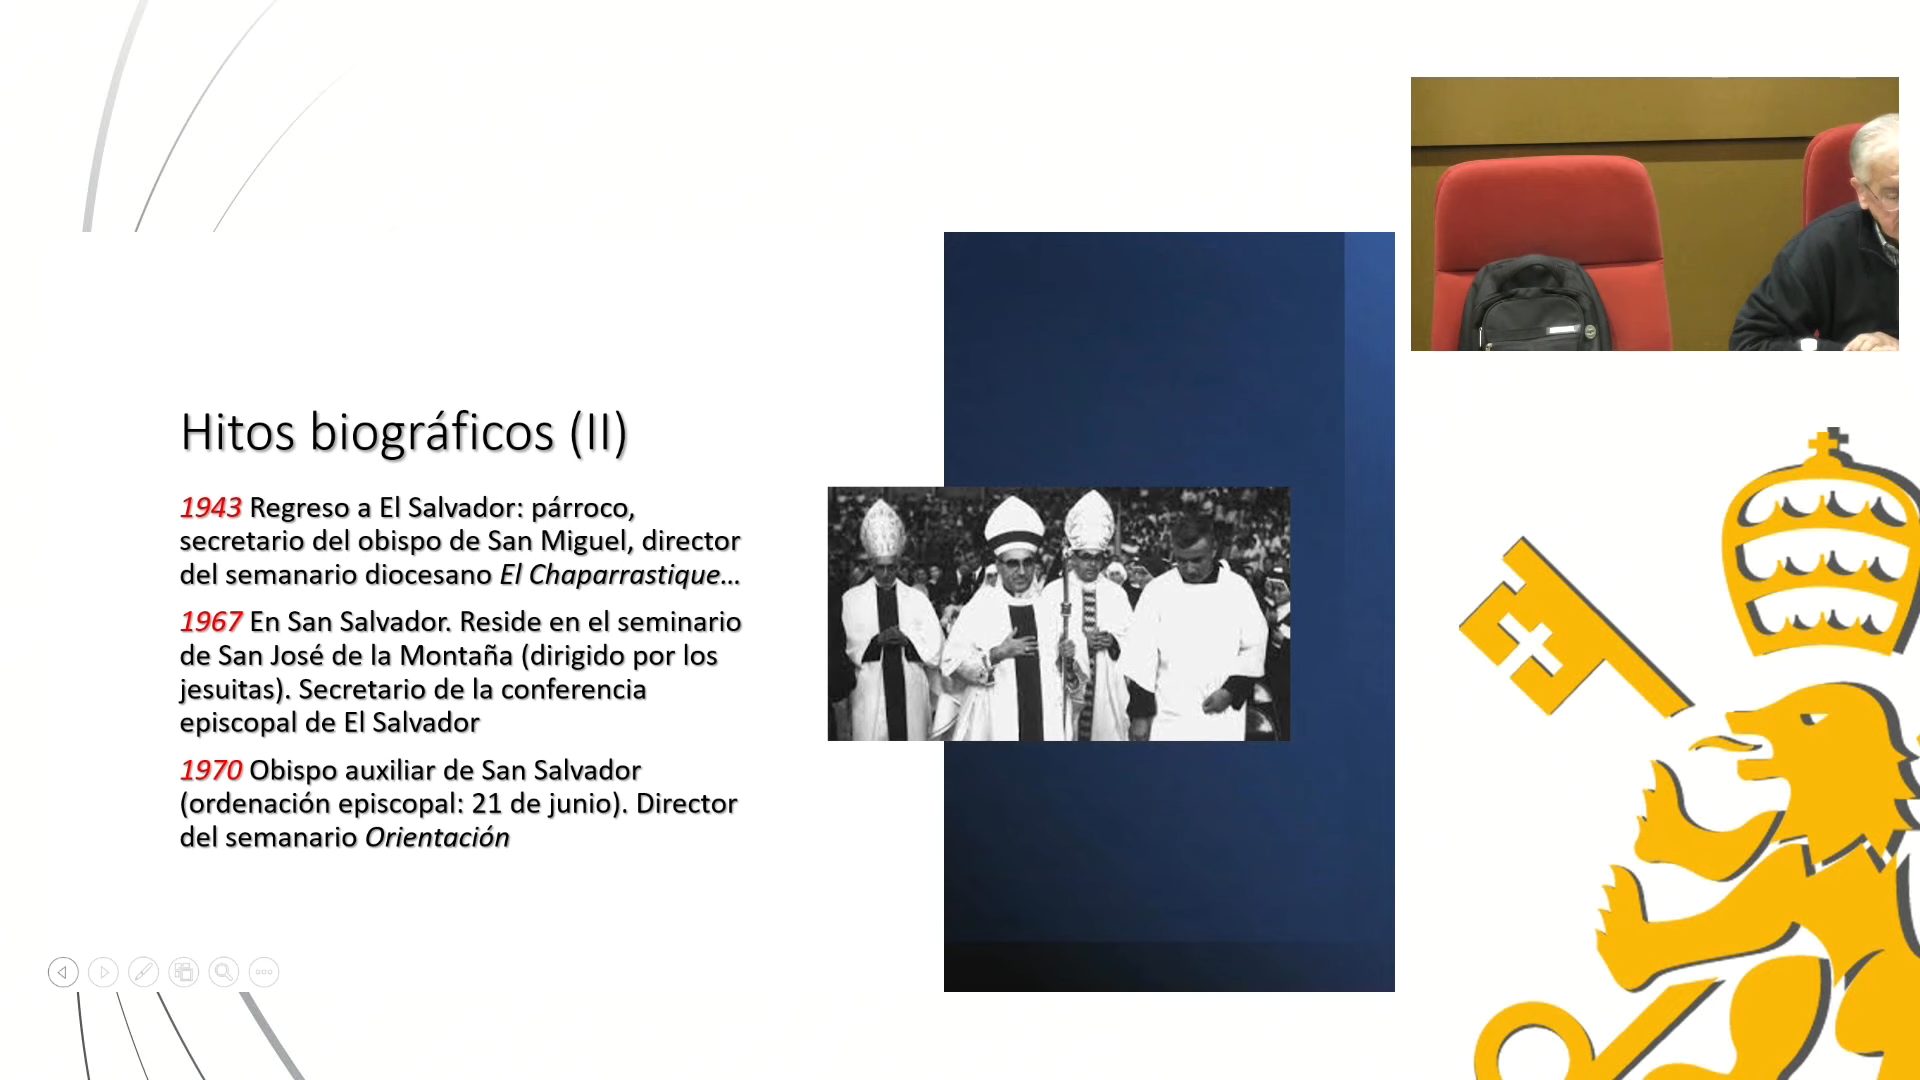 Hitos biográficos (II)
1943 Regreso a El Salvador: párroco,
secretario del obispo de San Miguel, director
del semanario diocesano El Chaparrastique...
1967 En San Salvador. Reside en el seminario
de San José de la Montaña (dirigido por los
jesuitas). Secretario de la conferencia
episcopal de El Salvador
1970 Obispo auxiliar de San Salvador
(ordenación episcopal: 21 de junio). Director
del semanario Orientación